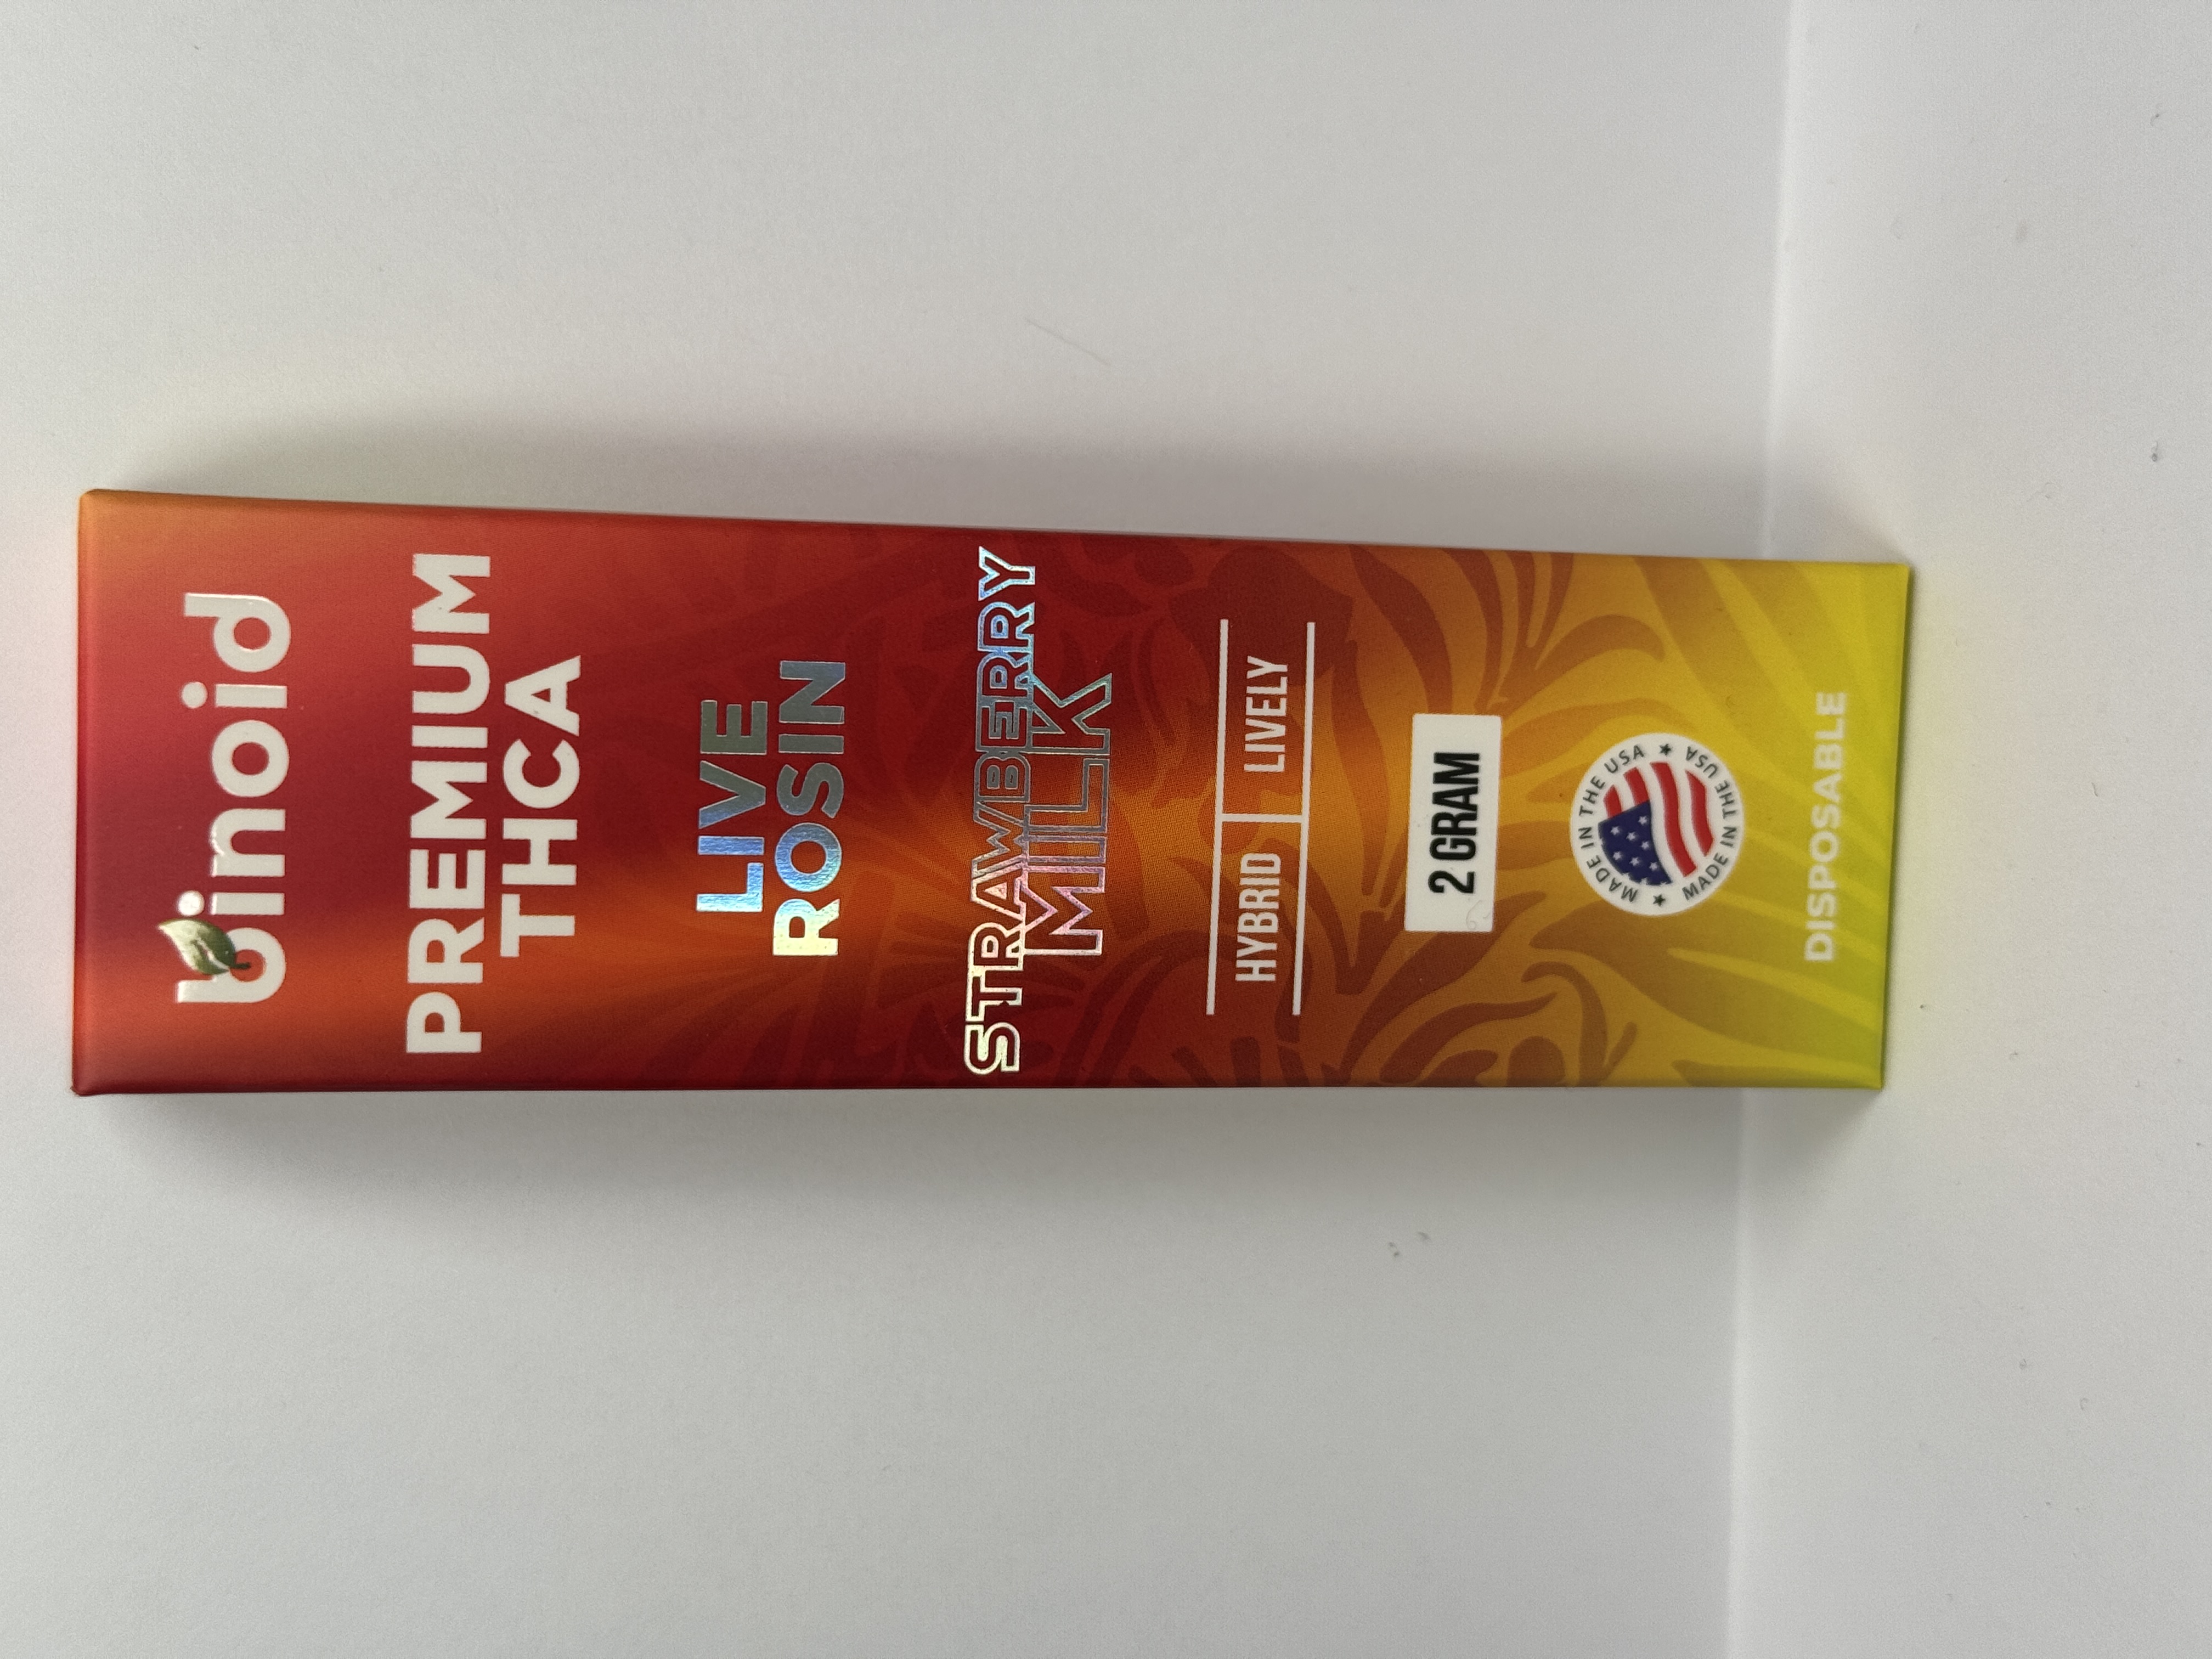 binoid
PREMIUM
THCA
LIVE
ROSIN
STRAWBERRY
MILK
HYBRID | LIVELY
2 GRAM
MADE IN THE USA ★ MADE IN THE USA ★
DISPOSABLE